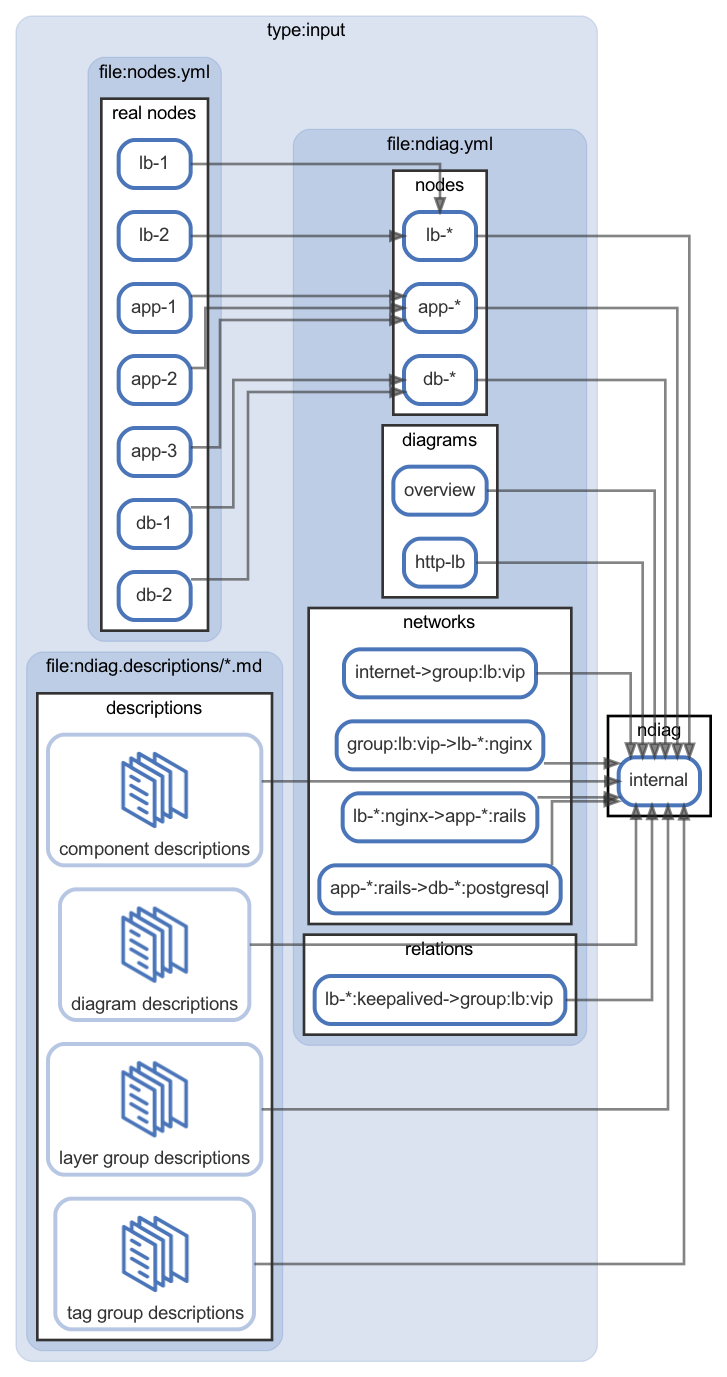 type:input
file:nodes.yml
real nodes
lb-1
lb-2
app-1
app-2
app-3
db-1
db-2
file:ndiag.yml
nodes
lb-*
app-*
db-*
diagrams
overview
http-lb
networks
internet->group:lb:vip
group:lb:vip->lb-*:nginx
lb-*:nginx->app-*:rails
app-*:rails->db-*:postgresql
relations
lb-*:keepalived->group:lb:vip
file:ndiag.descriptions/*.md
descriptions
component descriptions
diagram descriptions
layer group descriptions
tag group descriptions
ndiag
internal